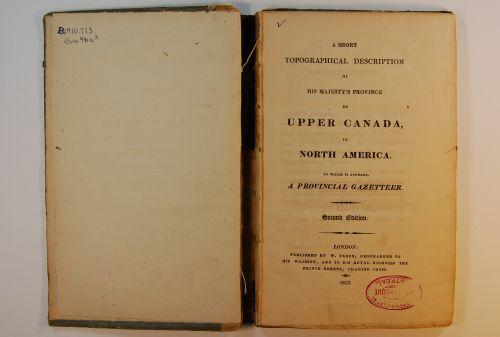 A SHORT
TOPOGRAPHICAL DESCRIPTION
OF
HIS MAJESTY'S PROVINCE
OF
UPPER CANADA,
IN
NORTH AMERICA.
TO WHICH IS ANNEXED,
A PROVINCIAL GAZETTEER.
Second Edition.
LONDON:
PUBLISHED BY W. FADEN, GEOGRAPHER TO
HIS MAJESTY, AND TO HIS ROYAL HIGHNESS THE
PRINCE REGENT, CHARING CROSS.
1813.